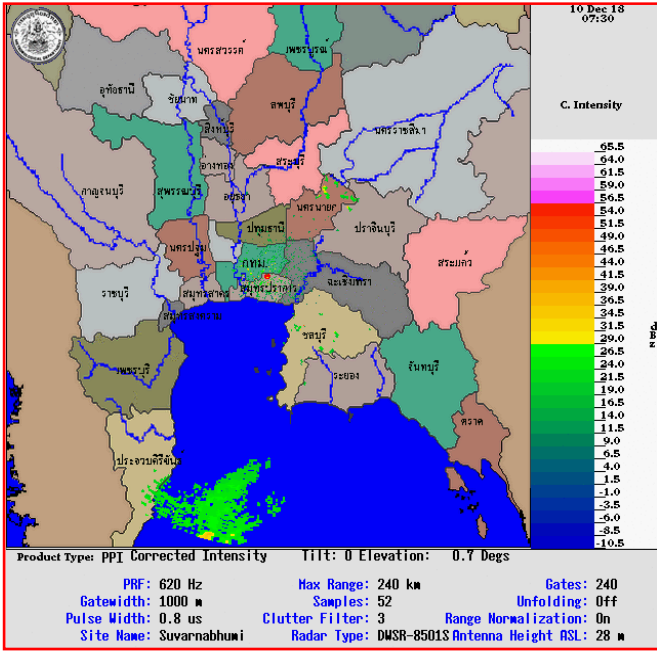 10 Dec 18
07:30
นครสวรรค์
เพชรบูรณ์
อุทัยธานี
ชัยนาท
ลพบุรี
สิงห์บุรี
นครราชสีมา
อ่างทอง
สระบุรี
กาญจนบุรี
สุพรรณบุรี
อยุธยา
นครนายก
ปราจีนบุรี
ปทุมธานี
นครปฐม
กทม.
สระแก้ว
ฉะเชิงเทรา
ราชบุรี
สมุทรสาคร
สมุทรปราการ
สมุทรสงคราม
ชลบุรี
เพชรบุรี
ระยอง
จันทบุรี
ตราด
ประจวบคีรีขันธ์
C. Intensity
65.5
64.0
61.5
59.0
56.5
54.0
51.5
49.0
46.5
44.0
41.5
39.0
36.5
34.5
31.5
29.0
26.5
24.0
21.5
19.0
16.5
14.0
11.5
9.0
6.5
4.0
1.5
-1.0
-3.5
-6.0
-8.5
-10.5
Product Type: PPI Corrected Intensity Tilt: 0 Elevation: 0.7 Degs
PRF: 620 Hz Max Range: 240 km Gates: 240
Gatewidth: 1000 m Samples: 52 Unfolding: Off
Pulse Width: 0.8 us Clutter Filter: 3 Range Normalization: On
Site Name: Suvarnabhumi Radar Type: DWSR-8501S Antenna Height ASL: 28 m